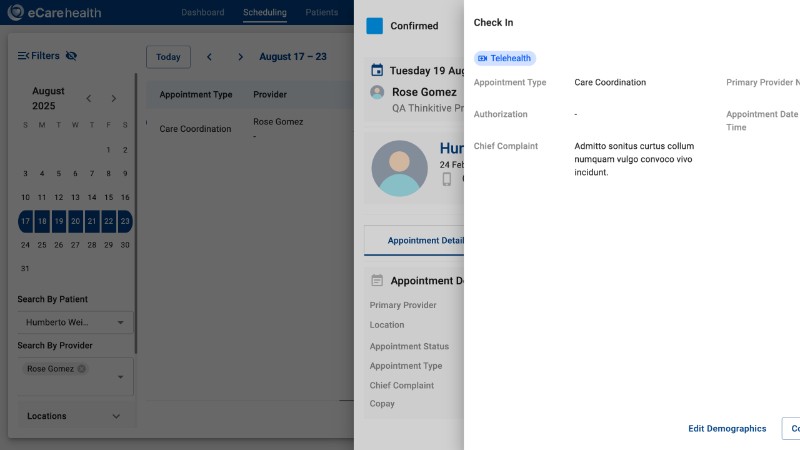 eCarehealth
Dashboard
Scheduling
Patients
Filters
August
2025
S M T W T F S
1 2
3 4 5 6 7 8 9
10 11 12 13 14 15 16
17 18 19 20 21 22 23
24 25 26 27 28 29 30
31
Search By Patient
Humberto Wei...
Search By Provider
Rose Gomez
Locations
Today
August 17 – 23
Appointment Type Provider
Care Coordination
Rose Gomez
-
Confirmed
Tuesday 19 Aug
Rose Gomez
QA Thinkitive Pr
Hur
24 Feb
Appointment Detail
Appointment D
Primary Provider
Location
Appointment Status
Appointment Type
Chief Complaint
Copay
Check In
Telehealth
Appointment Type Care Coordination Primary Provider N
Authorization - Appointment Date
Time
Chief Complaint Admitto sonitus curtus collum
numquam vulgo convoco vivo
incidunt.
Edit Demographics
Co